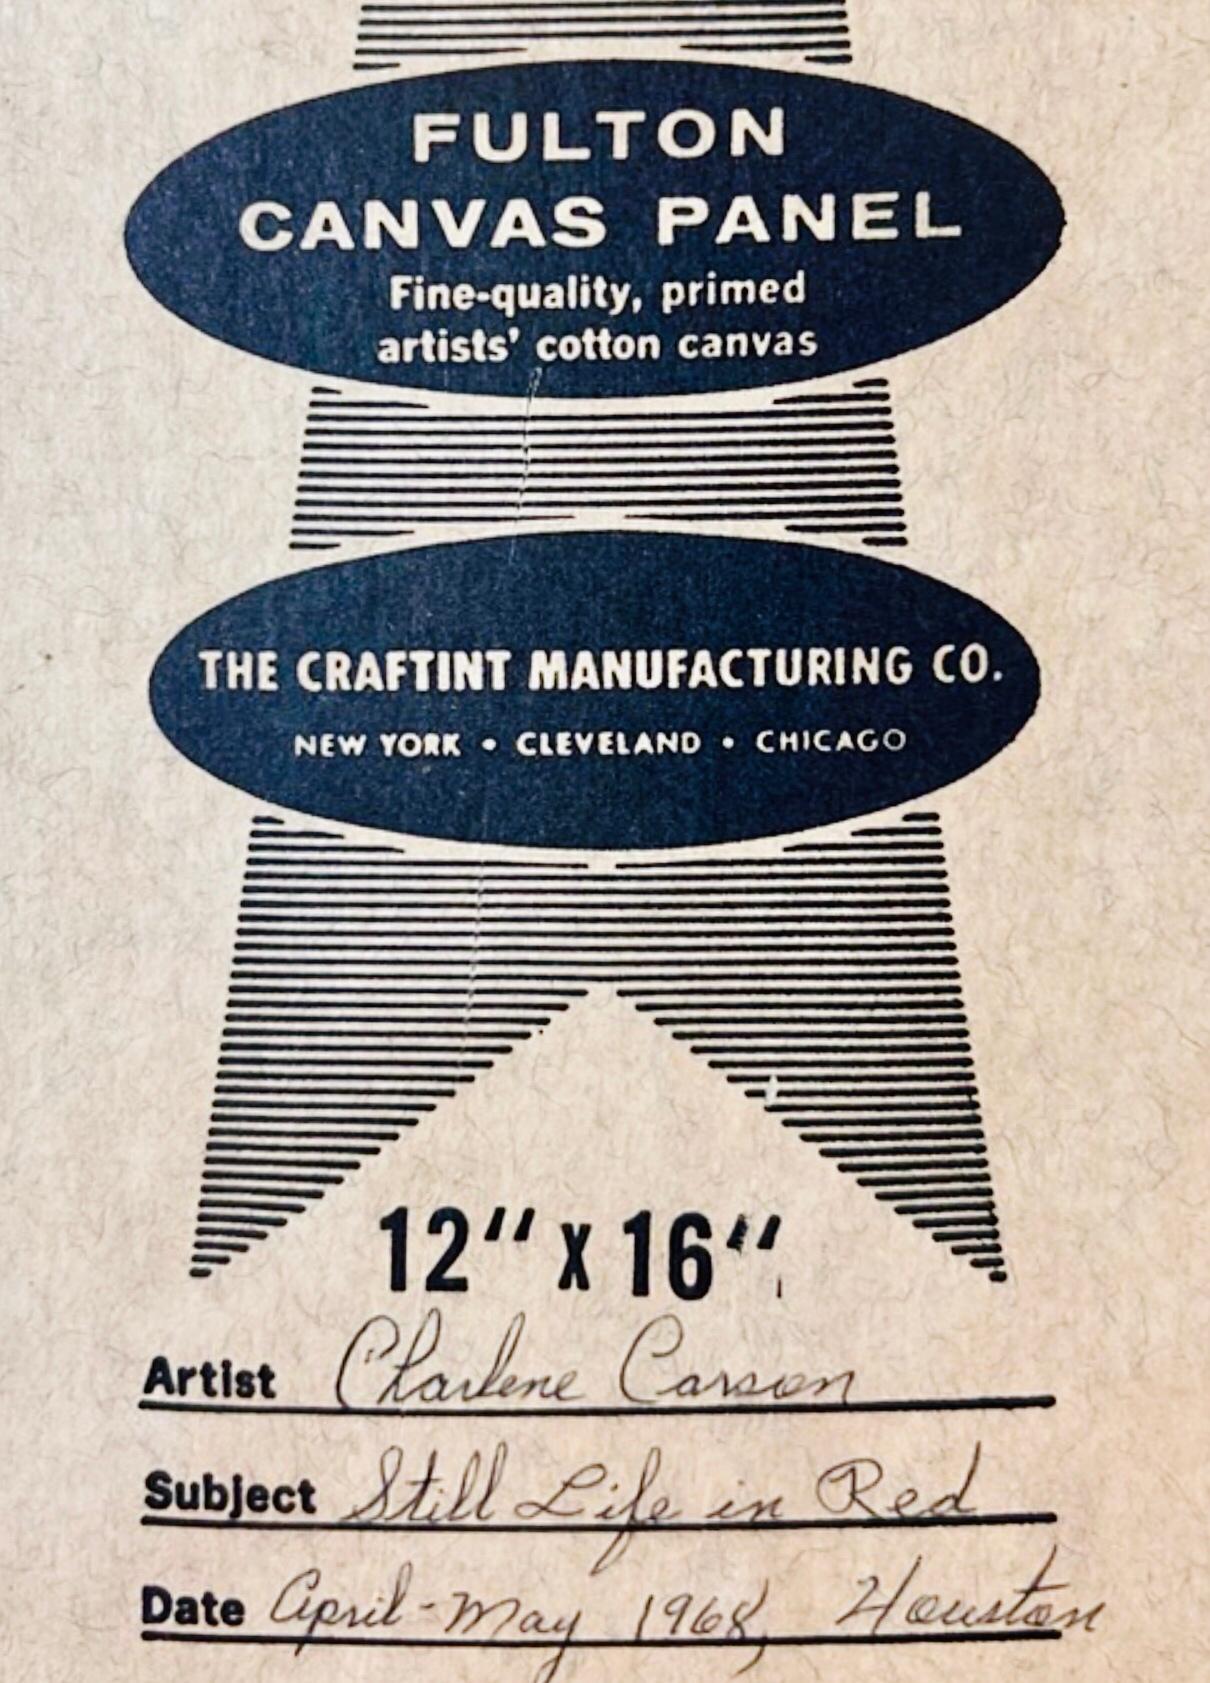 FULTON
CANVAS PANEL
Fine-quality, primed
artists' cotton canvas
THE CRAFTINT MANUFACTURING CO.
NEW YORK • CLEVELAND • CHICAGO
12" x 16"
Artist Charlene Carson
Subject Still Life in Red
Date April-May 1968, Houston